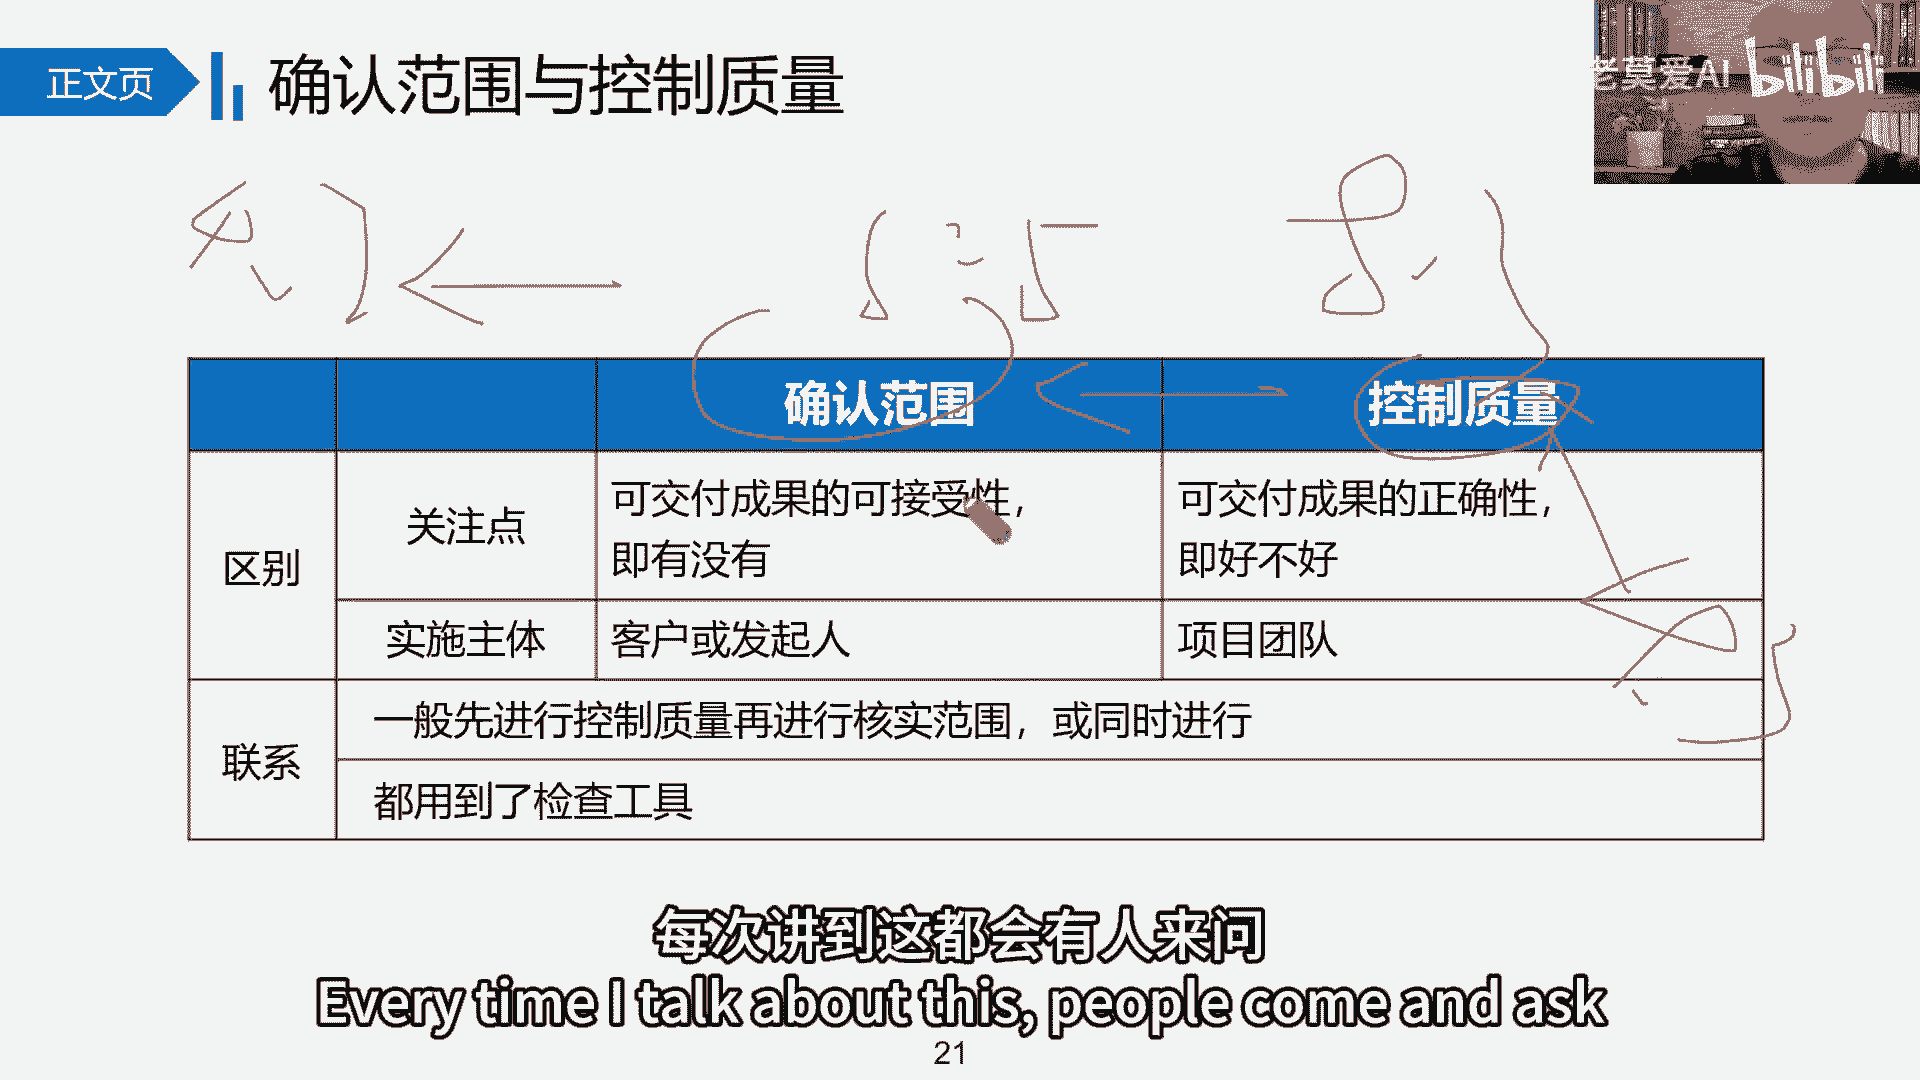 正文页
确认范围与控制质量
老莫爱AI
bilibili
4.3
5.5
8.3
确认范围 控制质量
区别
关注点
可交付成果的可接受性，
即有没有
可交付成果的正确性，
即好不好
实施主体
客户或发起人
项目团队
联系
一般先进行控制质量再进行核实范围，或同时进行
都用到了检查工具
每次讲到这都会有人来问
Every time I talk about this, people come and ask
21